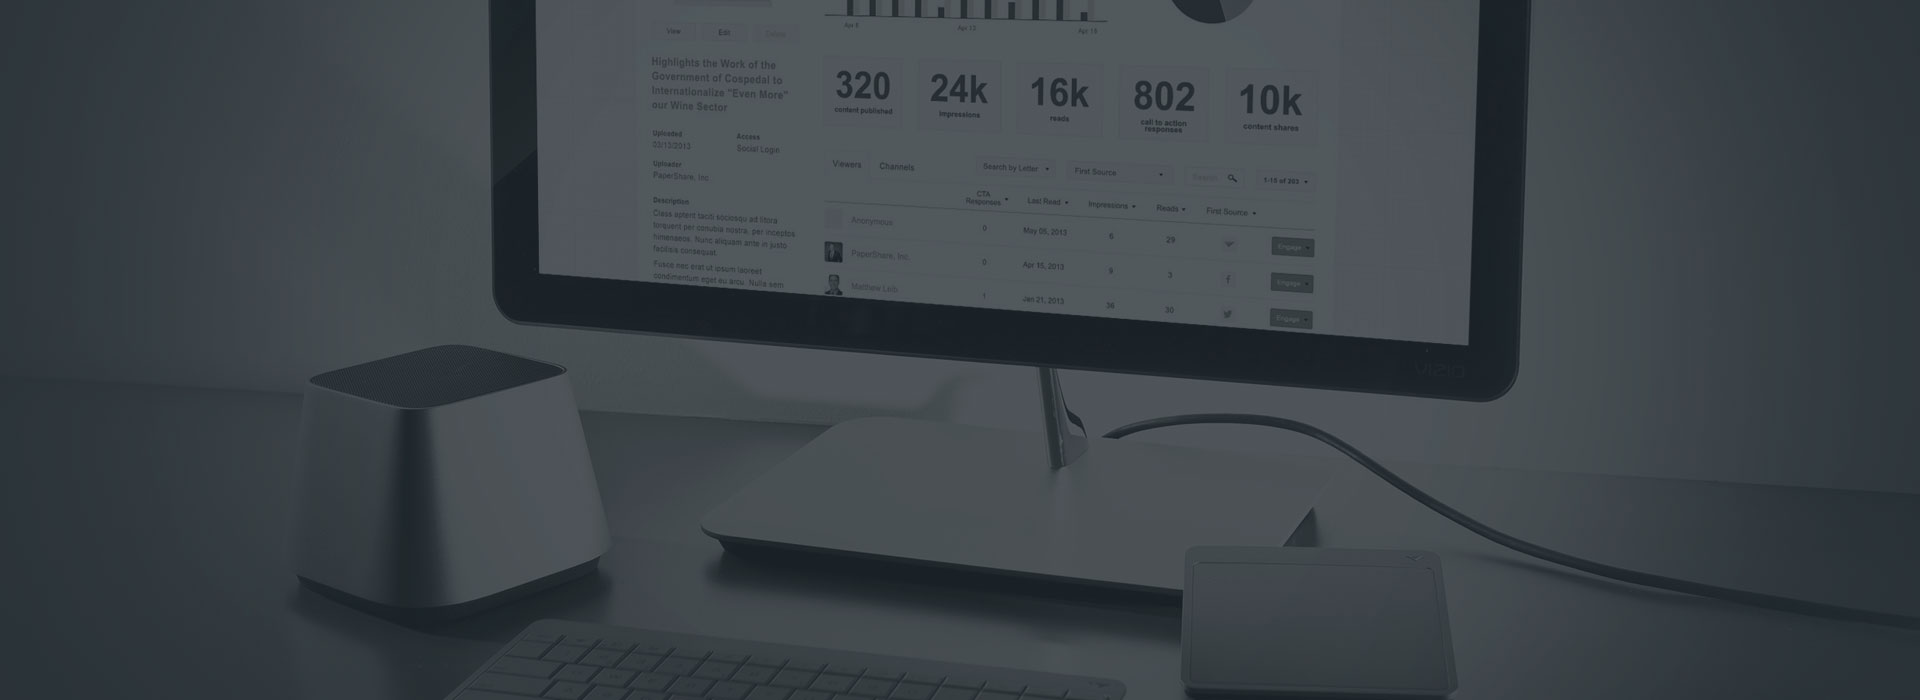 Apr 5
Apr 13
Apr 18
View
Edit
Delete
Highlights the Work of the
Government of Cospedal to
Internationalize "Even More"
our Wine Sector
320
content published
24k
impressions
16k
reads
802
call to action
responses
10k
content shares
Uploaded
03/13/2013
Access
Social Login
Uploader
PaperShare, Inc.
Description
Class aptent taciti sociosqu ad litora
torquent per conubia nostra, per inceptos
himenaeos. Nunc aliquam ante in justo
facilisis consequat.
Fusce nec erat ut ipsum laoreet
condimentum eget eu arcu. Nulla sem
Viewers
Channels
Search by Letter
First Source
Search
1-15 of 303
CTA
Responses
Last Read
Impressions
Reads
First Source
Anonymous
0
May 05, 2013
6
29
Engage
PaperShare, Inc.
0
Apr 15, 2013
9
3
Engage
Matthew Leib
1
Jan 21, 2013
36
30
Engage
VIZIO